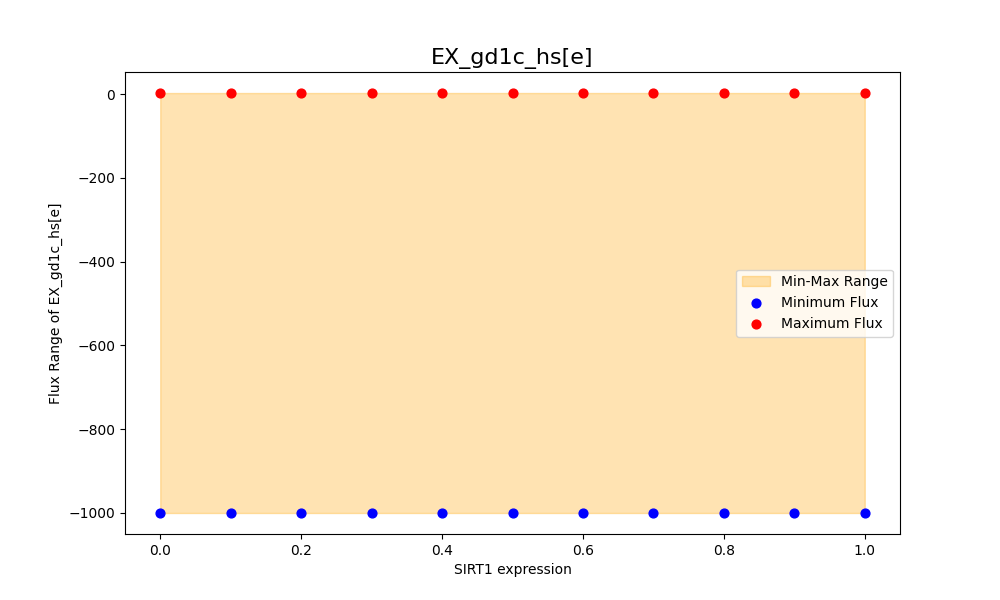 EX_gd1c_hs[e]
Flux Range of EX_gd1c_hs[e]
0
−200
−400
−600
−800
−1000
Min-Max Range
Minimum Flux
Maximum Flux
0.0 0.2 0.4 0.6 0.8 1.0
SIRT1 expression